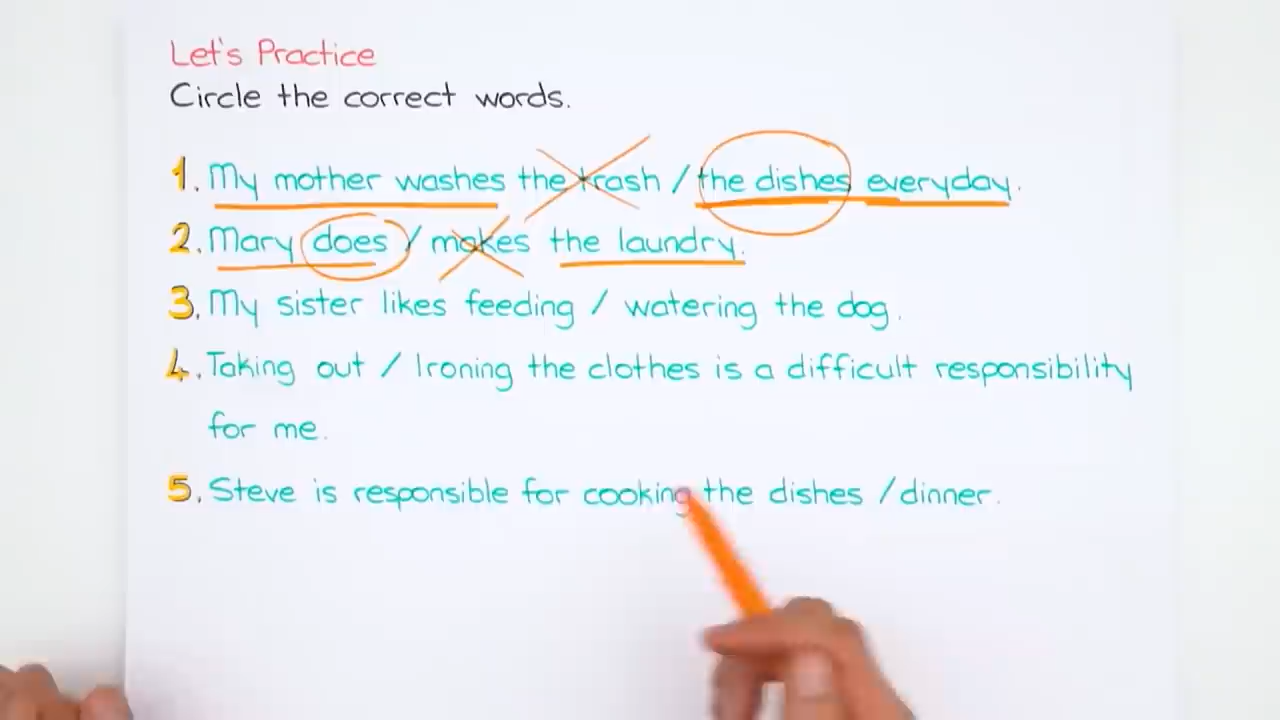 Let's Practice
Circle the correct words.
1. My mother washes the trash / the dishes everyday.
2. Mary does / makes the laundry.
3. My sister likes feeding / watering the dog.
4. Taking out / Ironing the clothes is a difficult responsibility
for me.
5. Steve is responsible for cooking the dishes / dinner.